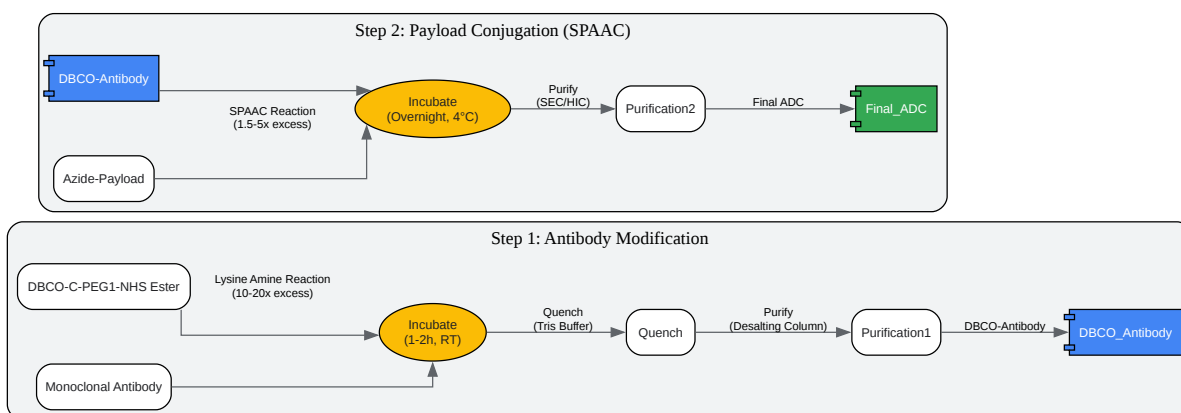 Step 2: Payload Conjugation (SPAAC)
DBCO-Antibody
SPAAC Reaction
(1.5-5x excess)
Azide-Payload
Incubate
(Overnight, 4°C)
Purify
(SEC/HIC)
Purification2
Final ADC
Final_ADC
Step 1: Antibody Modification
DBCO-C-PEG1-NHS Ester
Lysine Amine Reaction
(10-20x excess)
Monoclonal Antibody
Incubate
(1-2h, RT)
Quench
(Tris Buffer)
Quench
Purify
(Desalting Column)
Purification1
DBCO-Antibody
DBCO_Antibody